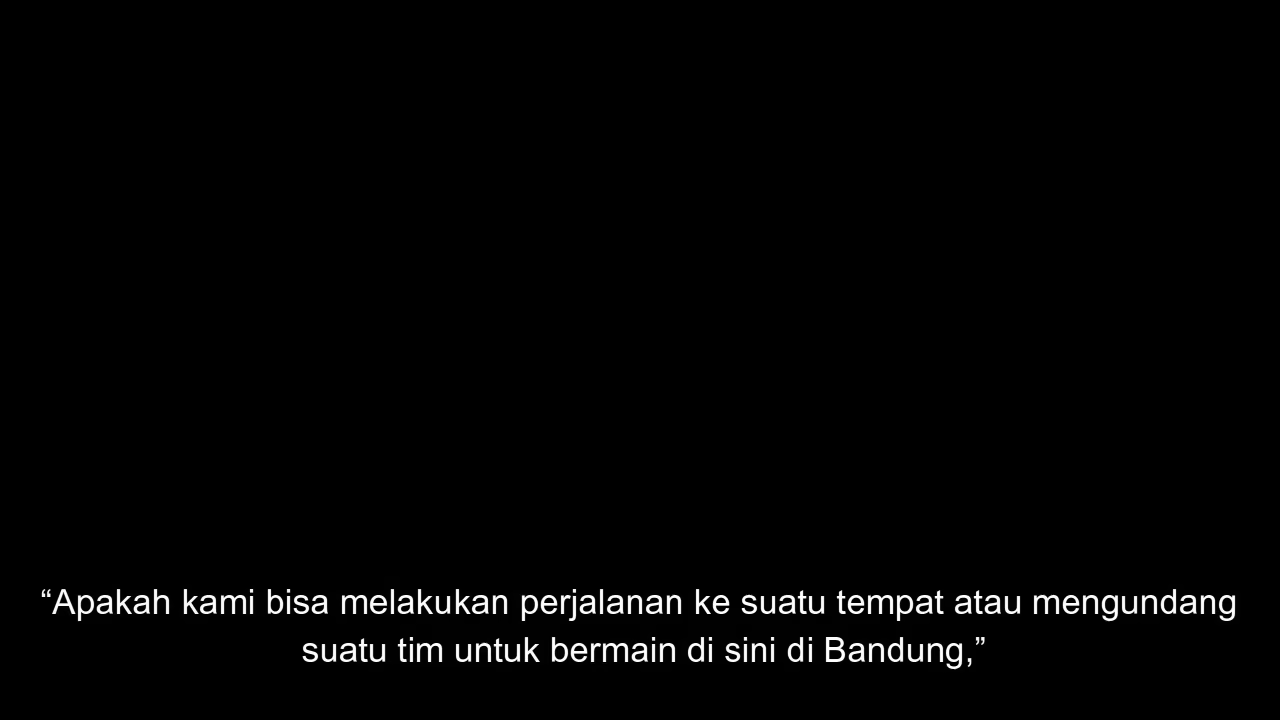 “Apakah kami bisa melakukan perjalanan ke suatu tempat atau mengundang
suatu tim untuk bermain di sini di Bandung,”